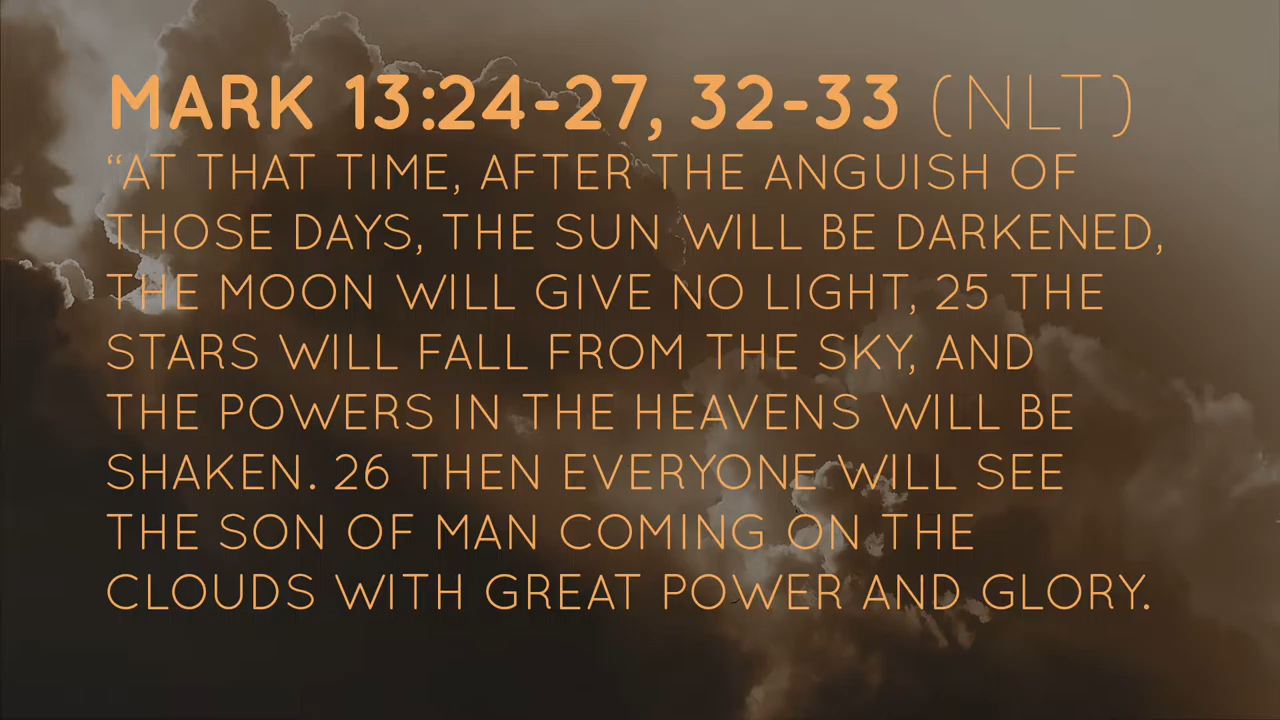 MARK 13:24-27, 32-33 (NLT)
“AT THAT TIME, AFTER THE ANGUISH OF
THOSE DAYS, THE SUN WILL BE DARKENED,
THE MOON WILL GIVE NO LIGHT, 25 THE
STARS WILL FALL FROM THE SKY, AND
THE POWERS IN THE HEAVENS WILL BE
SHAKEN. 26 THEN EVERYONE WILL SEE
THE SON OF MAN COMING ON THE
CLOUDS WITH GREAT POWER AND GLORY.